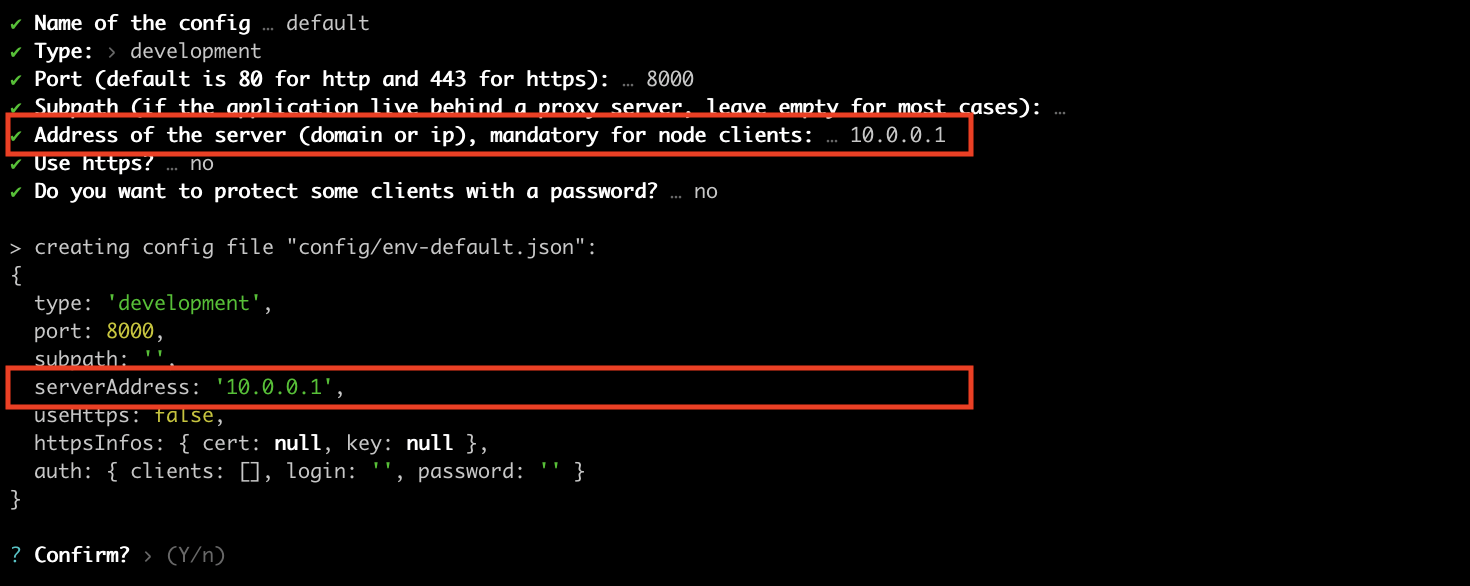 ✔ Name of the config … default
✔ Type: › development
✔ Port (default is 80 for http and 443 for https): … 8000
✔ Subpath (if the application live behind a proxy server, leave empty for most cases): …
✔ Address of the server (domain or ip), mandatory for node clients: … 10.0.0.1
✔ Use https? … no
✔ Do you want to protect some clients with a password? … no
> creating config file "config/env-default.json":
{
  type: 'development',
  port: 8000,
  subpath: '',
  serverAddress: '10.0.0.1',
  useHttps: false,
  httpsInfos: { cert: null, key: null },
  auth: { clients: [], login: '', password: '' }
}
? Confirm? › (Y/n)